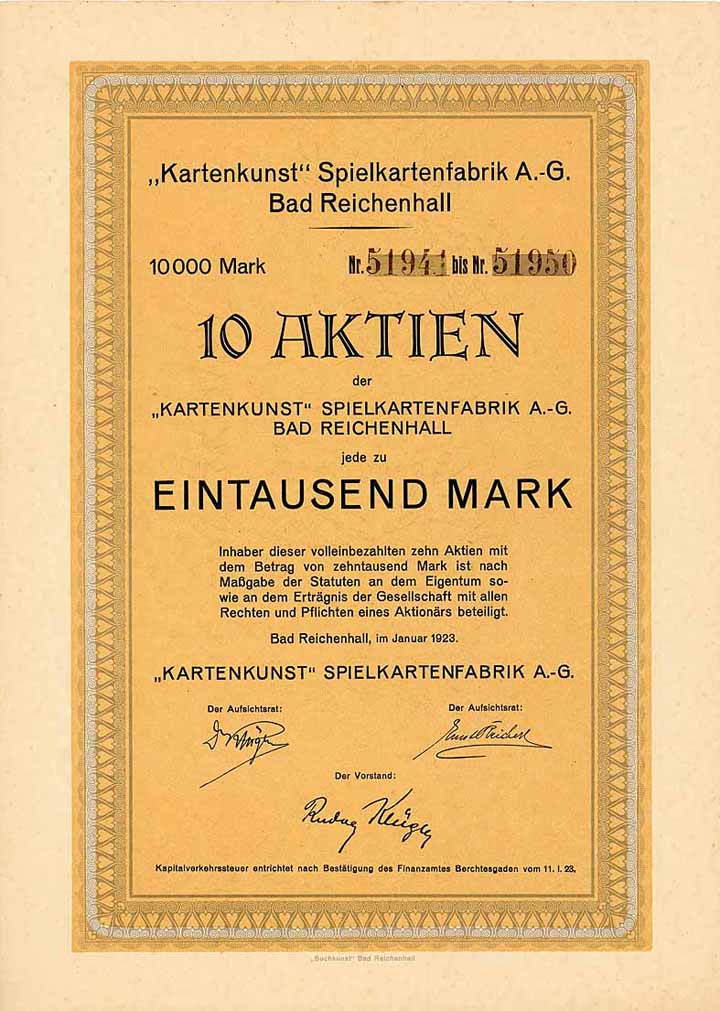 „Kartenkunst“ Spielkartenfabrik A.-G.
Bad Reichenhall
10000 Mark Nr. 51941 bis Nr. 51950
10 AKTIEN
der
„KARTENKUNST“ SPIELKARTENFABRIK A.-G.
BAD REICHENHALL
jede zu
EINTAUSEND MARK
Inhaber dieser volleinbezahlten zehn Aktien mit
dem Betrag von zehntausend Mark ist nach
Maßgabe der Statuten an dem Eigentum so-
wie an dem Erträgnis der Gesellschaft mit allen
Rechten und Pflichten eines Aktionärs beteiligt.
Bad Reichenhall, im Januar 1923.
„KARTENKUNST“ SPIELKARTENFABRIK A.-G.
Der Aufsichtsrat: Der Aufsichtsrat:
Der Vorstand:
Kapitalverkehrssteuer entrichtet nach Bestätigung des Finanzamtes Berchtesgaden vom 11. I. 23.
„Buchkunst“ Bad Reichenhall